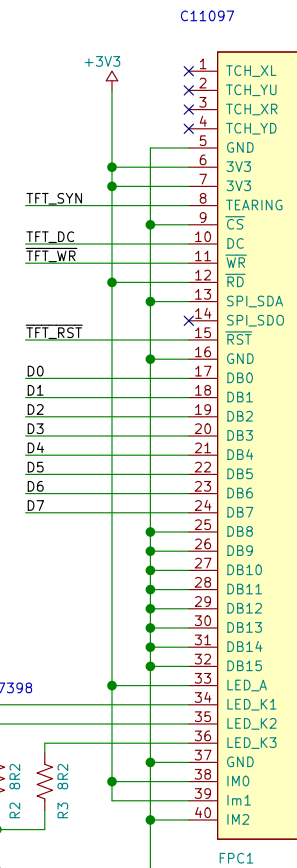 C11097
+3V3
1 TCH_XL
2 TCH_YU
3 TCH_XR
4 TCH_YD
5 GND
6 3V3
7 3V3
TFT_SYN 8 TEARING
9 CS
TFT_DC 10 DC
TFT_WR 11 WR
12 RD
13 SPI_SDA
14 SPI_SDO
TFT_RST 15 RST
16 GND
D0 17 DB0
D1 18 DB1
D2 19 DB2
D3 20 DB3
D4 21 DB4
D5 22 DB5
D6 23 DB6
D7 24 DB7
25 DB8
26 DB9
27 DB10
28 DB11
29 DB12
30 DB13
31 DB14
32 DB15
33 LED_A
7398
34 LED_K1
35 LED_K2
36 LED_K3
37 GND
38 IM0
39 Im1
40 IM2
R2 8R2
R3 8R2
FPC1